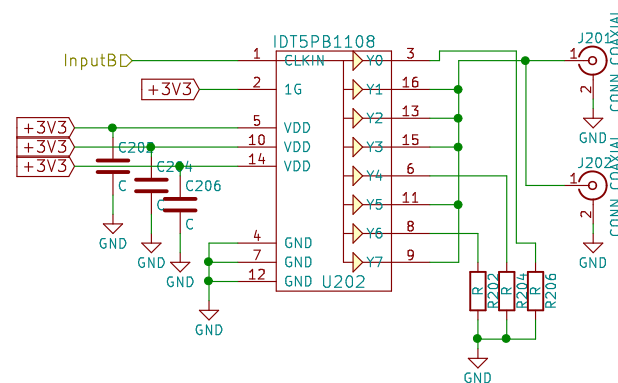 IDT5PB1108
J201
InputB
1
CLKIN
Y0
3
1
CONN_COAXIAL
+3V3
2
1G
Y1
16
2
+3V3
5
VDD
Y2
13
GND
+3V3
10
VDD
Y3
15
+3V3
14
VDD
Y4
6
J202
C202
C
C204
C
C206
C
1
CONN_COAXIAL
2
Y5
11
GND
GND
GND
4
GND
Y6
8
GND
7
GND
Y7
9
12
GND
U202
GND
R
R202
R
R204
R
R206
GND